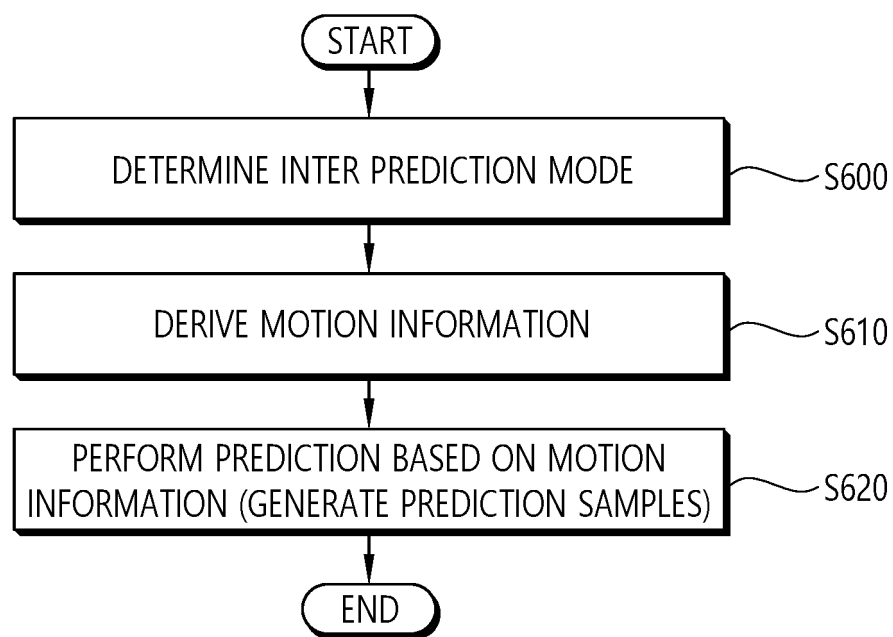 START
DETERMINE INTER PREDICTION MODE
S600
DERIVE MOTION INFORMATION
S610
PERFORM PREDICTION BASED ON MOTION
INFORMATION (GENERATE PREDICTION SAMPLES)
S620
END